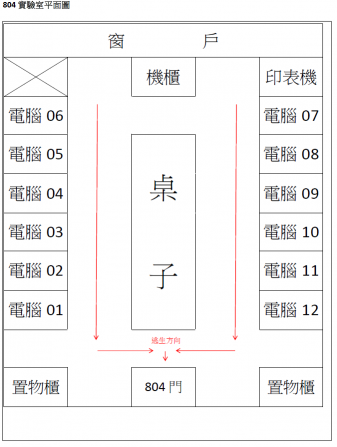 804 實驗室平面圖
窗 戶
機櫃 印表機
電腦 06 電腦 07
電腦 05 電腦 08
電腦 04 桌 電腦 09
電腦 03 電腦 10
電腦 02 子 電腦 11
電腦 01 電腦 12
逃生方向
置物櫃 804 門 置物櫃